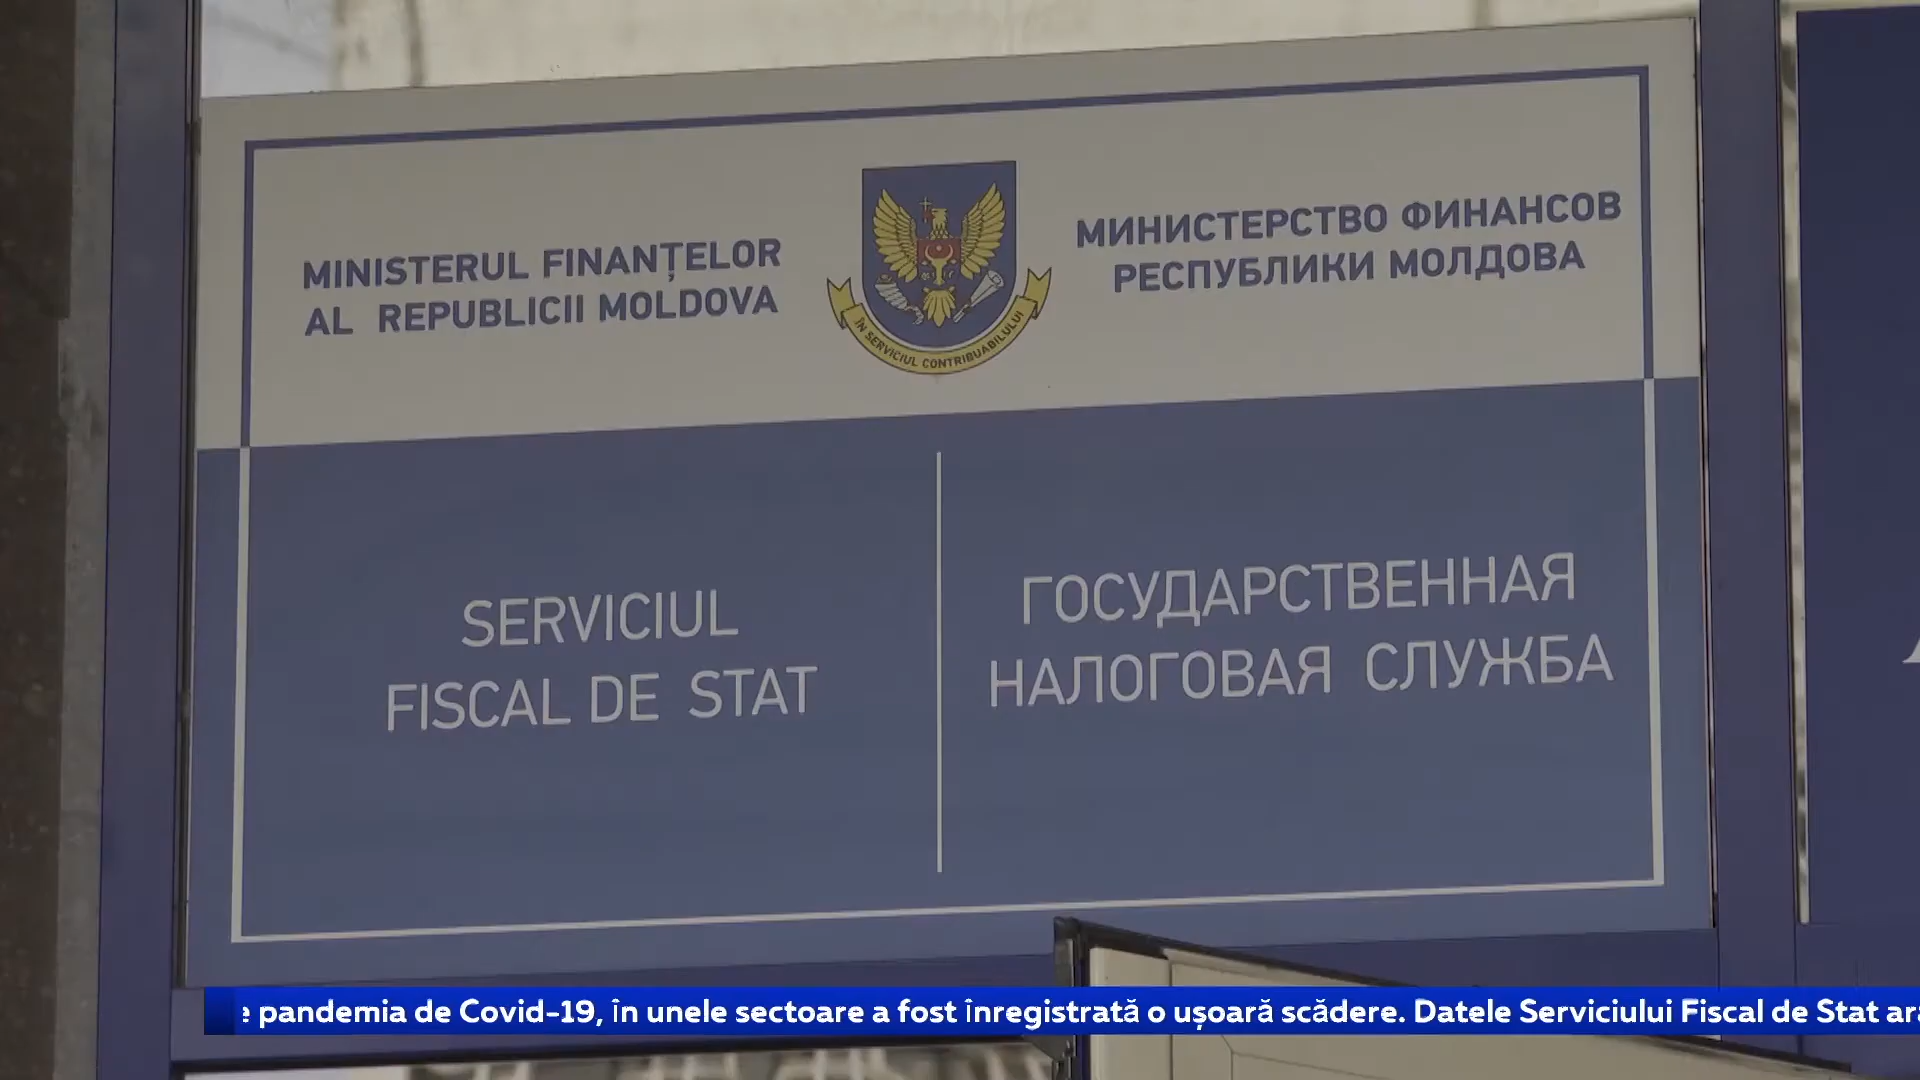 MINISTERUL FINANȚELOR
AL REPUBLICII MOLDOVA
ÎN SERVICIUL CONTRIBUABILULUI
МИНИСТЕРСТВО ФИНАНСОВ
РЕСПУБЛИКИ МОЛДОВА
SERVICIUL
FISCAL DE STAT
ГОСУДАРСТВЕННАЯ
НАЛОГОВАЯ СЛУЖБА
pandemia de Covid-19, în unele sectoare a fost înregistrată o ușoară scădere. Datele Serviciului Fiscal de Stat